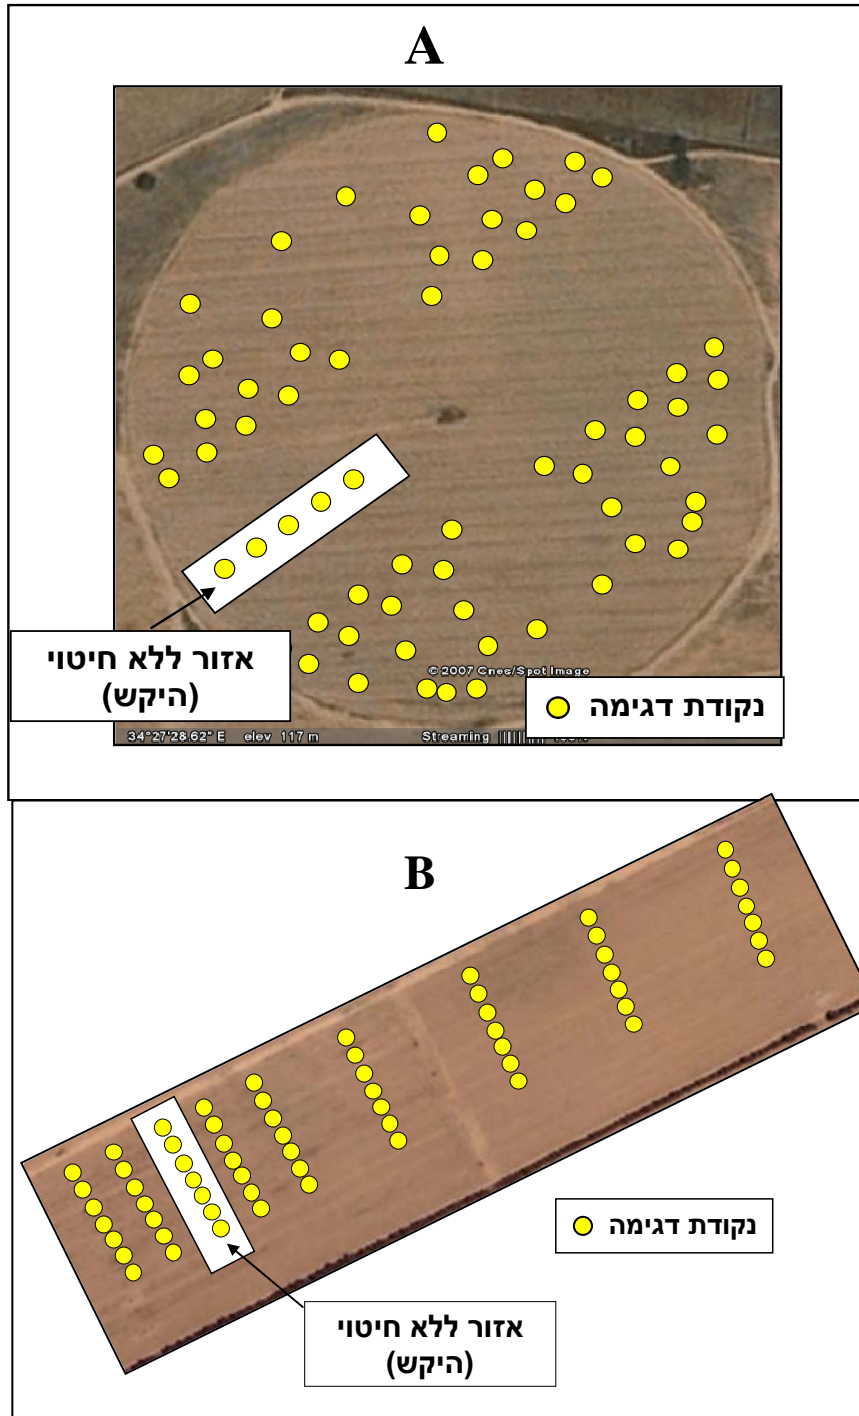 A
אזור ללא חיטוי
(היקש)
© 2007 Cnes/Spot Image
נקודת דגימה
34°27'28.62" E elev 117 m Streaming
B
נקודת דגימה
אזור ללא חיטוי
(היקש)